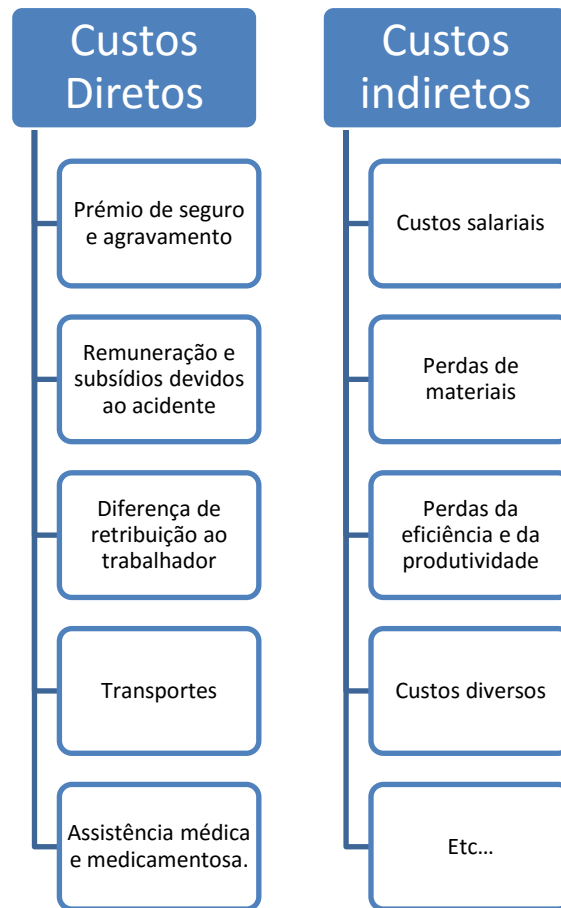 Custos
Diretos
Prémio de seguro
e agravamento
Remuneração e
subsídios devidos
ao acidente
Diferença de
retribuição ao
trabalhador
Transportes
Assistência médica
e medicamentosa.
Custos
indiretos
Custos salariais
Perdas de
materiais
Perdas da
eficiência e da
produtividade
Custos diversos
Etc…